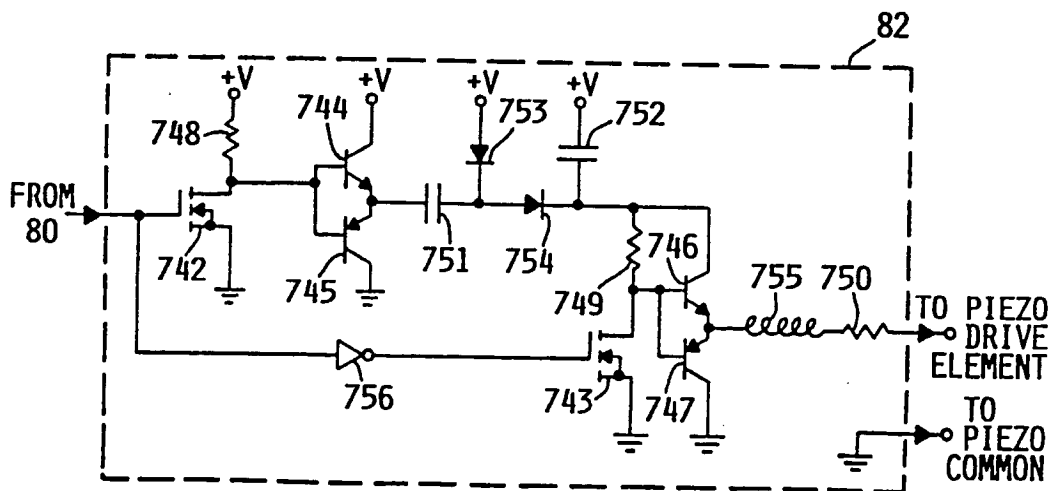 82
+V
+V
+V
+V
744
753
752
748
FROM
80
742
745
751
754
746
749
755
750
TO PIEZO
DRIVE
ELEMENT
756
743
747
TO
PIEZO
COMMON